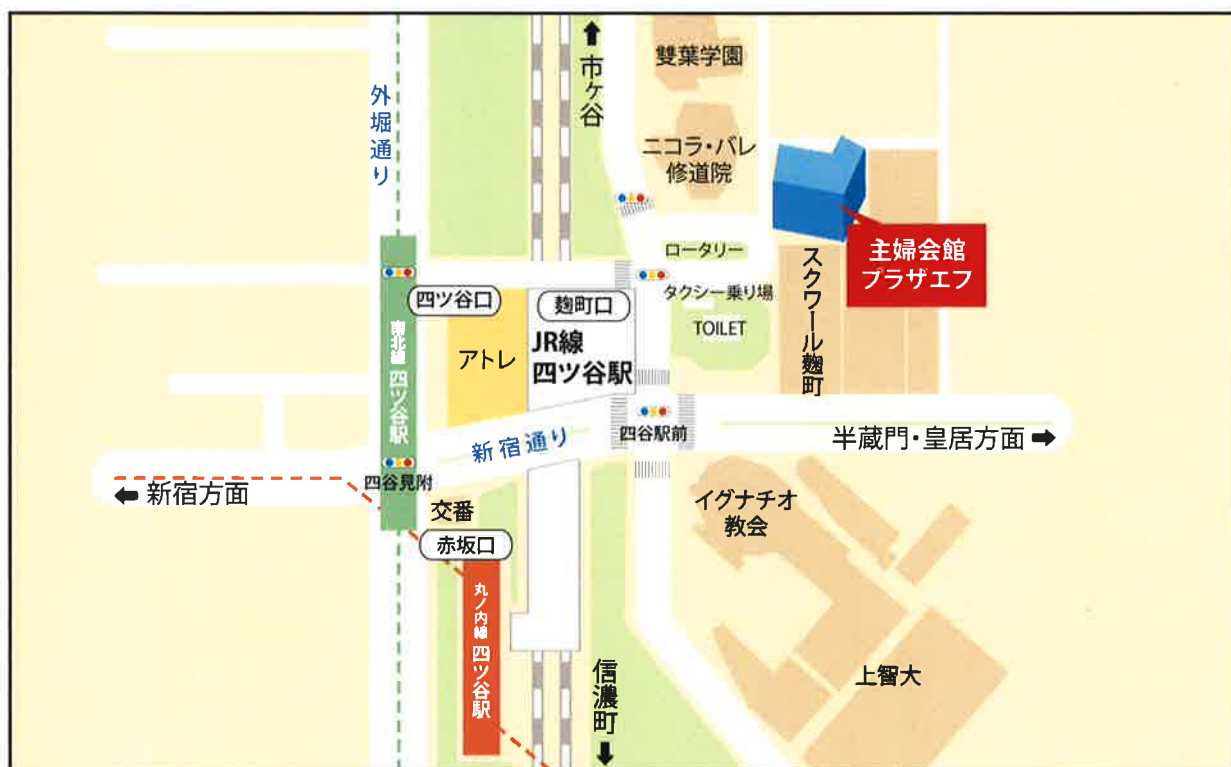 雙葉学園
市ヶ谷
外堀通り
ニコラ・バレ
修道院
主婦会館
プラザエフ
ロータリー
スクワール麹町
四ツ谷口
麹町口
タクシー乗り場
TOILET
JR線
四ツ谷駅
アトレ
南北線 四ツ谷駅
新宿通り
四谷駅前
半蔵門・皇居方面
四谷見附
新宿方面
交番
イグナチオ
教会
赤坂口
丸ノ内線 四ツ谷駅
信濃町
上智大